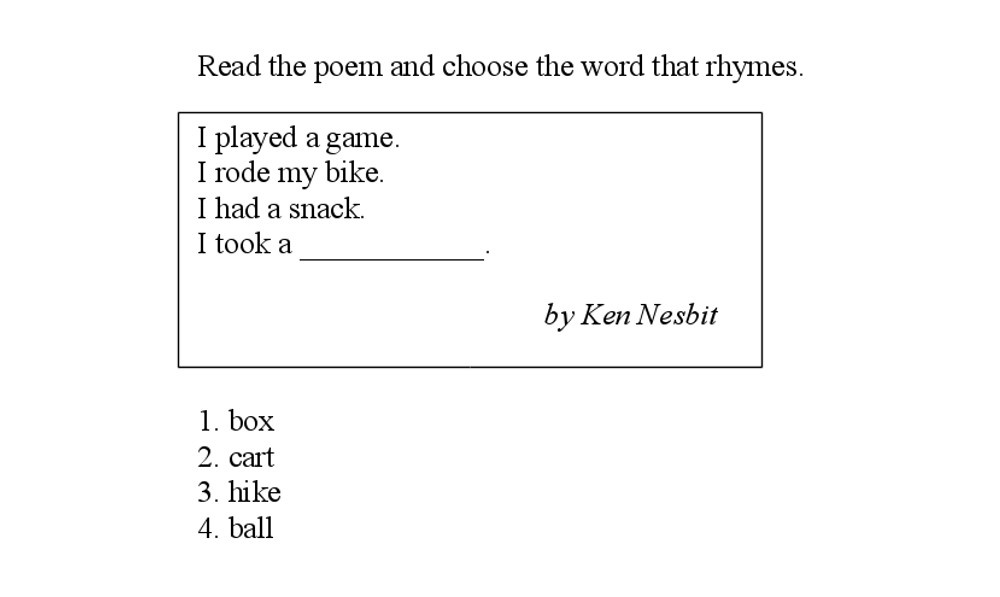 Read the poem and choose the word that rhymes.
I played a game.
I rode my bike.
I had a snack.
I took a ____________.
by Ken Nesbit
1. box
2. cart
3. hike
4. ball